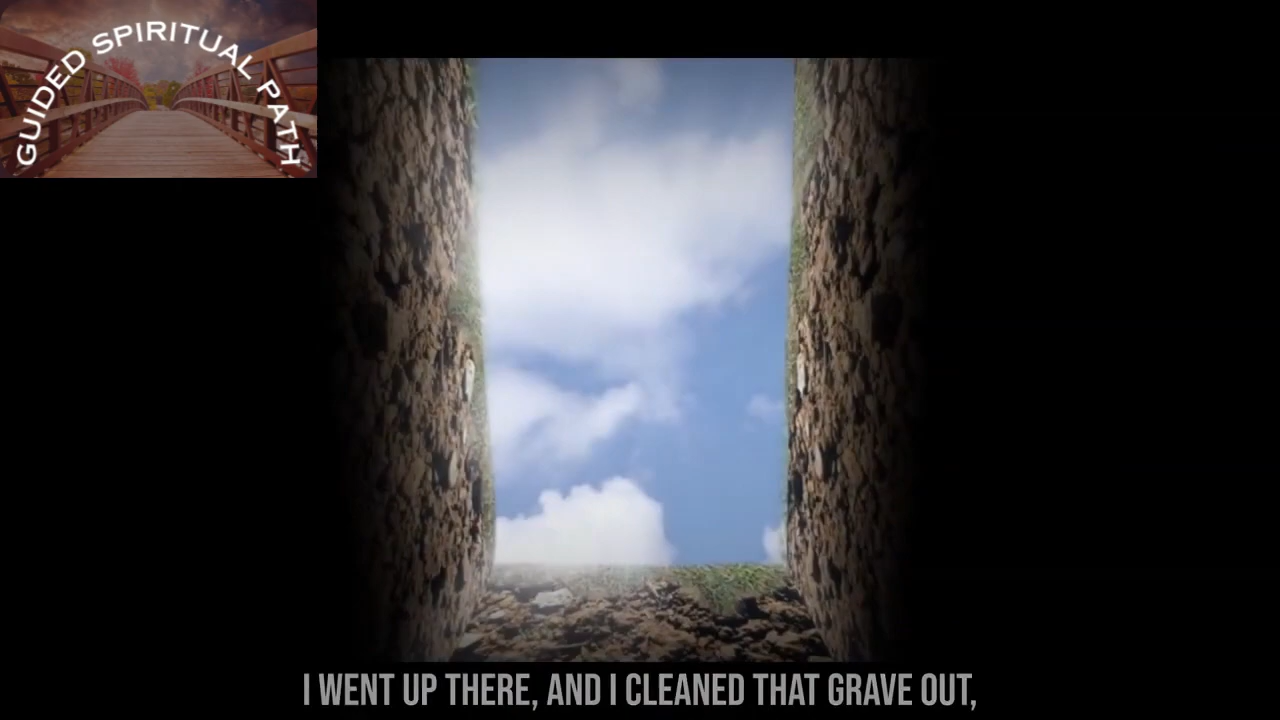 GUIDED SPIRITUAL PATH
I WENT UP THERE, AND I CLEANED THAT GRAVE OUT,